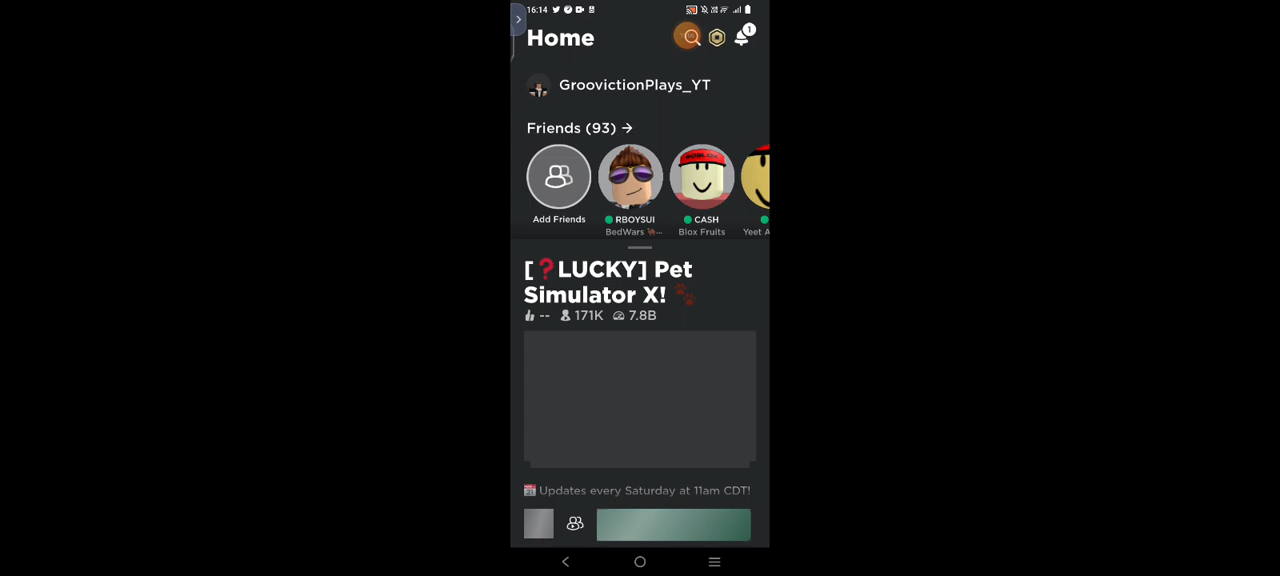 16:14
Home
1
GroovictionPlays_YT
Friends (93) →
Add Friends
RBOYSUI
BedWars 🐪...
CASH
Blox Fruits
Yeet A
[❓LUCKY] Pet
Simulator X! 🐾
-- 171K 7.8B
📅 Updates every Saturday at 11am CDT!